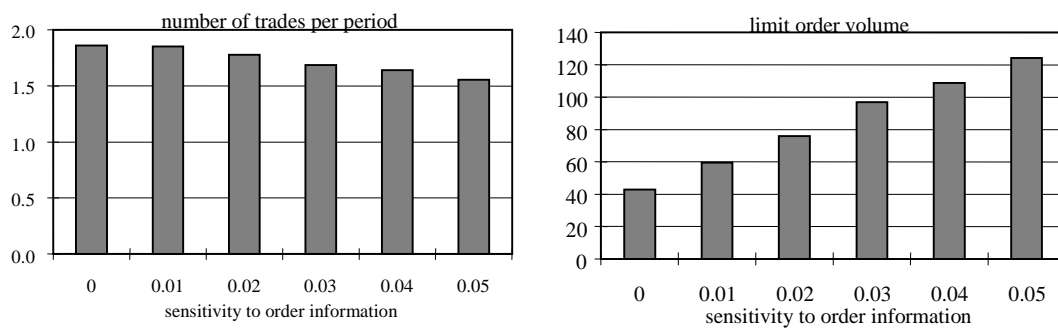 number of trades per period
2.0
1.5
1.0
0.5
0.0
0 0.01 0.02 0.03 0.04 0.05
sensitivity to order information
limit order volume
140
120
100
80
60
40
20
0
0 0.01 0.02 0.03 0.04 0.05
sensitivity to order information